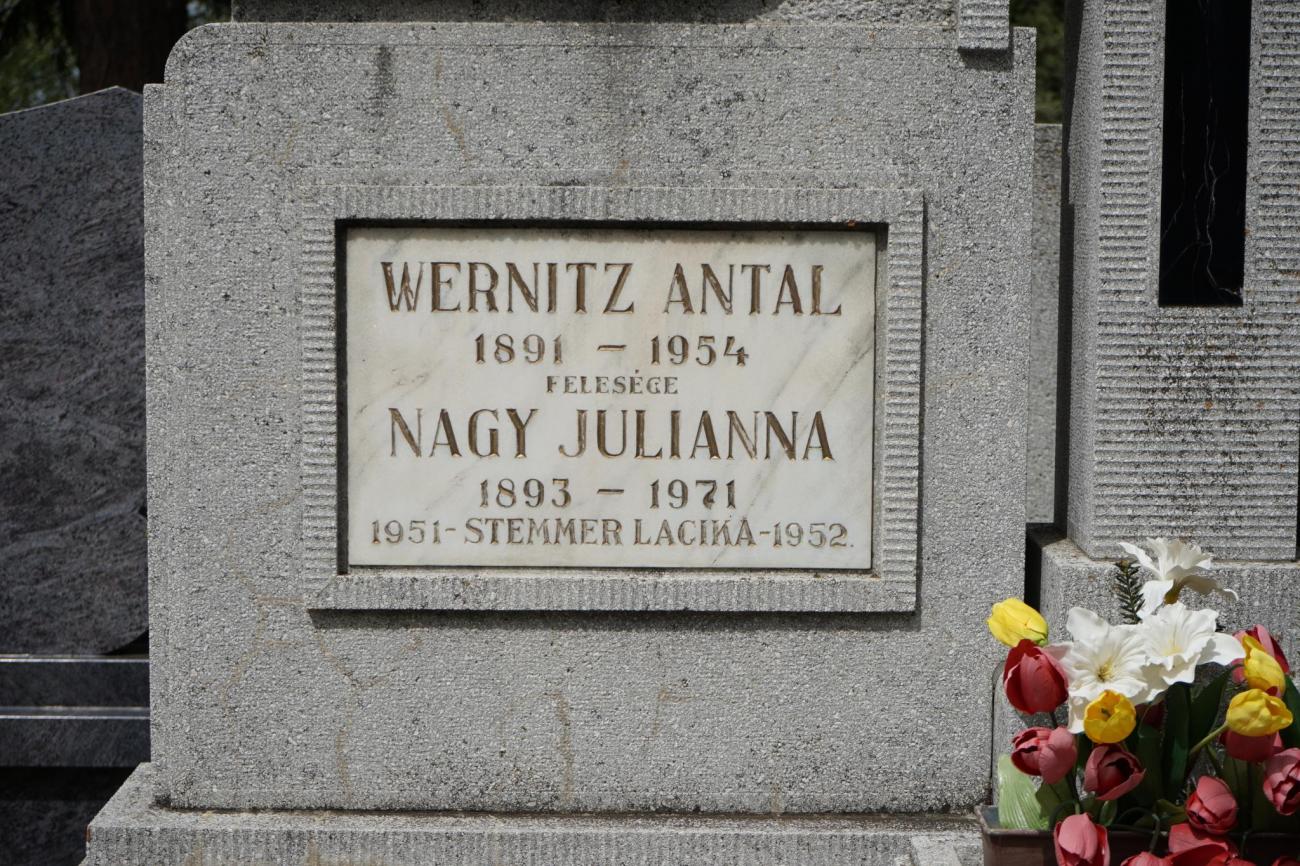 WERNITZ ANTAL
1891 – 1954
FELESÉGE
NAGY JULIANNA
1893 – 1971
1951-STEMMER LACIKA-1952.